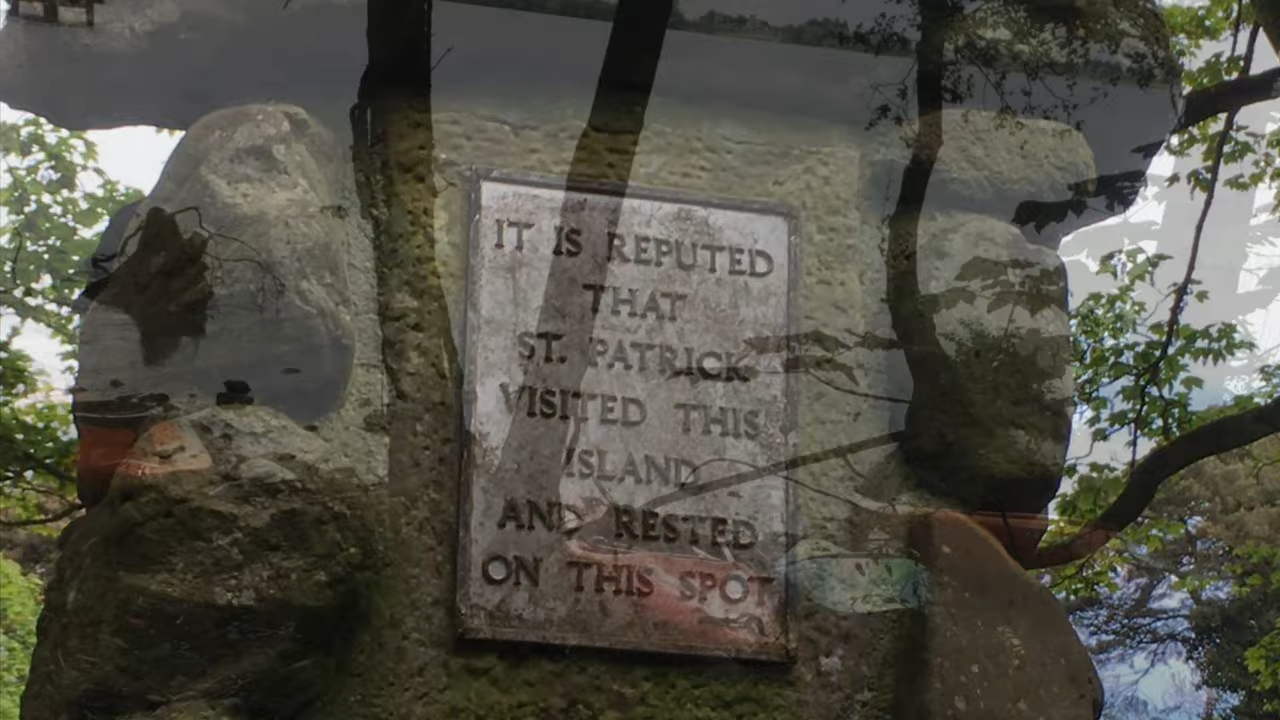 IT IS REPUTED
THAT
ST. PATRICK
VISITED THIS
ISLAND
AND RESTED
ON THIS SPOT